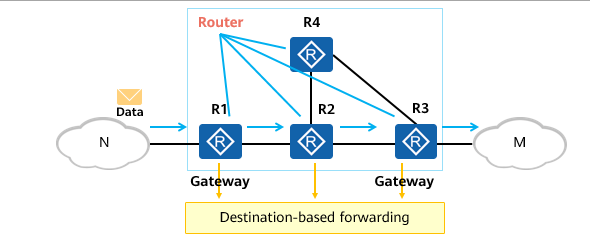 Router
R4
Data
R1
R2
R3
N
M
R
R
R
R
Gateway
Gateway
Destination-based forwarding